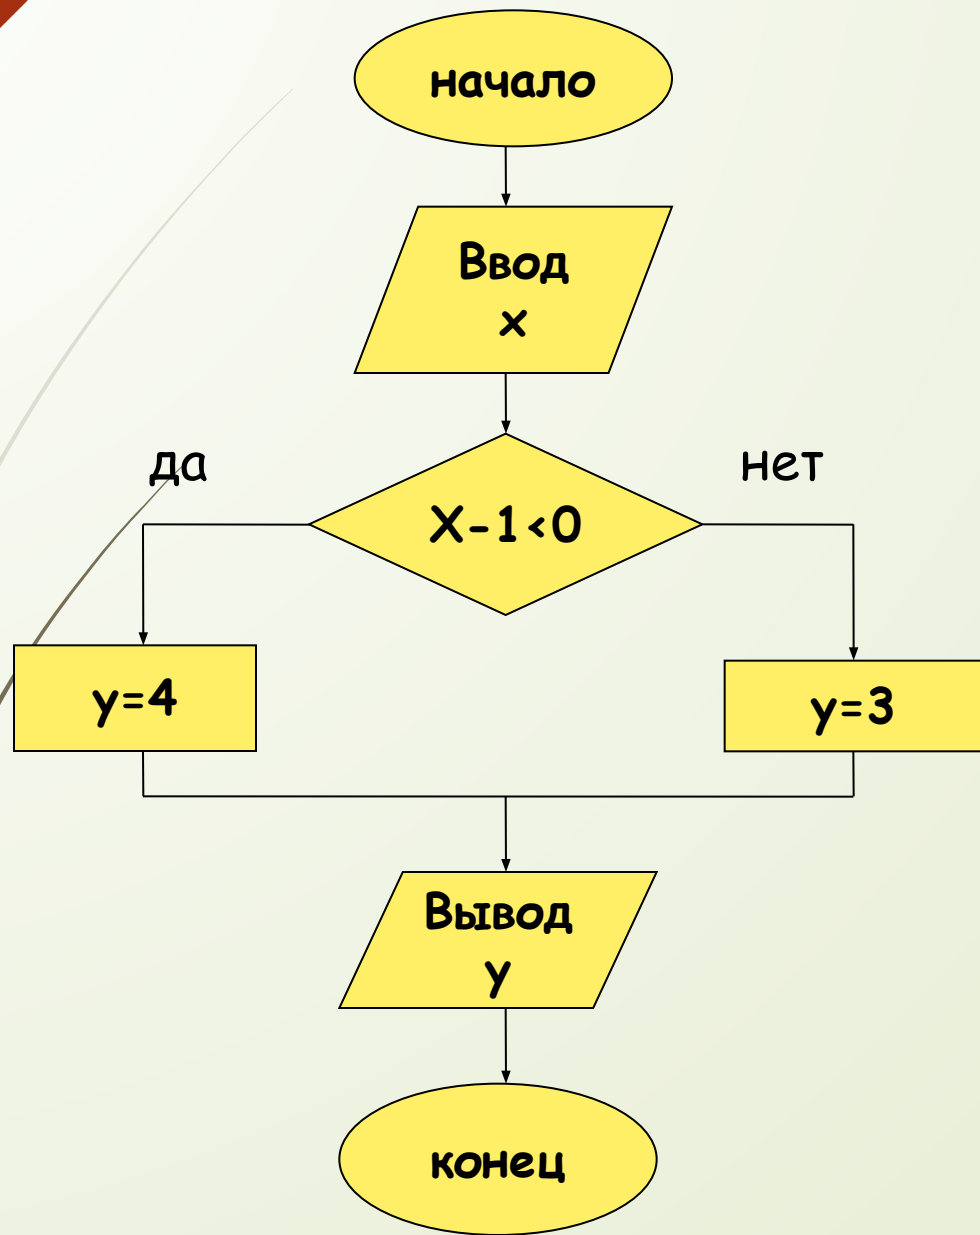 начало
Ввод
x
да
нет
X-1<0
y=4
y=3
Вывод
y
конец